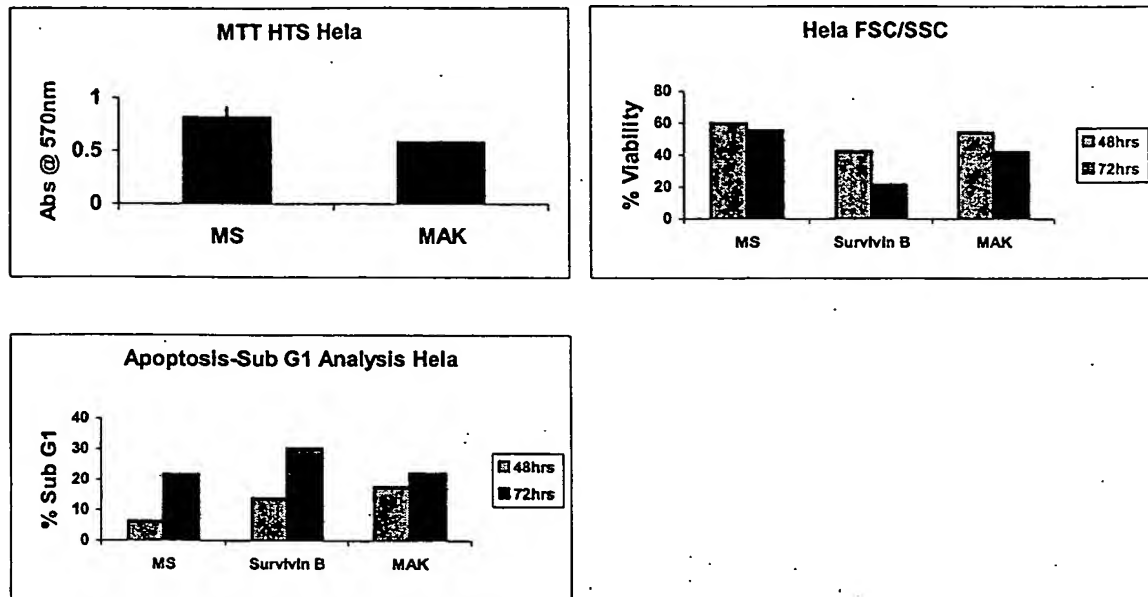 MTT HTS Hela
Abs @ 570nm
1
0.5
0
MS MAK
Hela FSC/SSC
% Viability
80
60
40
20
0
MS Survivin B MAK
48hrs
72hrs
Apoptosis-Sub G1 Analysis Hela
% Sub G1
40
30
20
10
0
MS Survivin B MAK
48hrs
72hrs